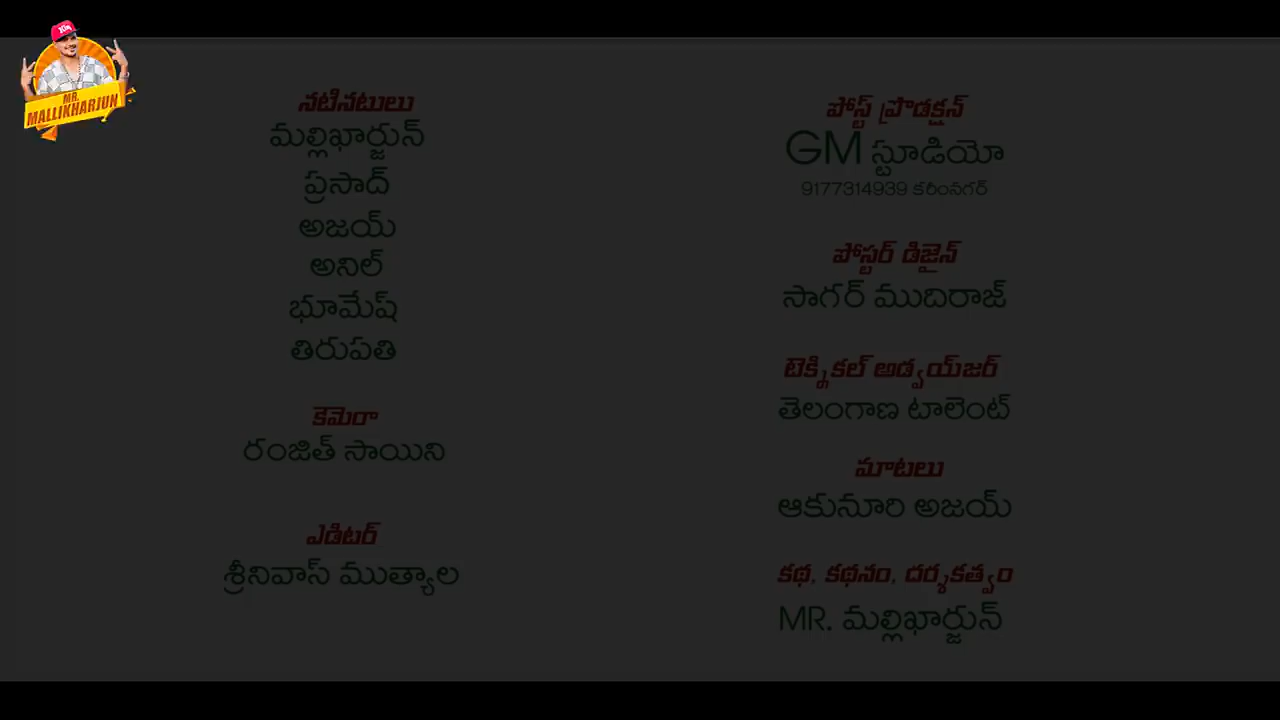 MR.
MALLIKHARJUN
నటినటులు
మల్లిఖార్జున్
ప్రసాద్
అజయ్
అనిల్
భూమేష్
తిరుపతి
కెమెరా
రంజిత్ సాయిని
ఎడిటర్
శ్రీనివాస్ ముత్యాల
పోస్ట్ ప్రొడక్షన్
GM స్టూడియో
9177314939 కరీంనగర్
పోస్టర్ డిజైన్
సాగర్ ముదిరాజ్
టెక్నికల్ అడ్వయ్‌జర్
తెలంగాణ టాలెంట్
మాటలు
ఆకునూరి అజయ్
కథ, కథనం, దర్శకత్వం
MR. మల్లిఖార్జున్